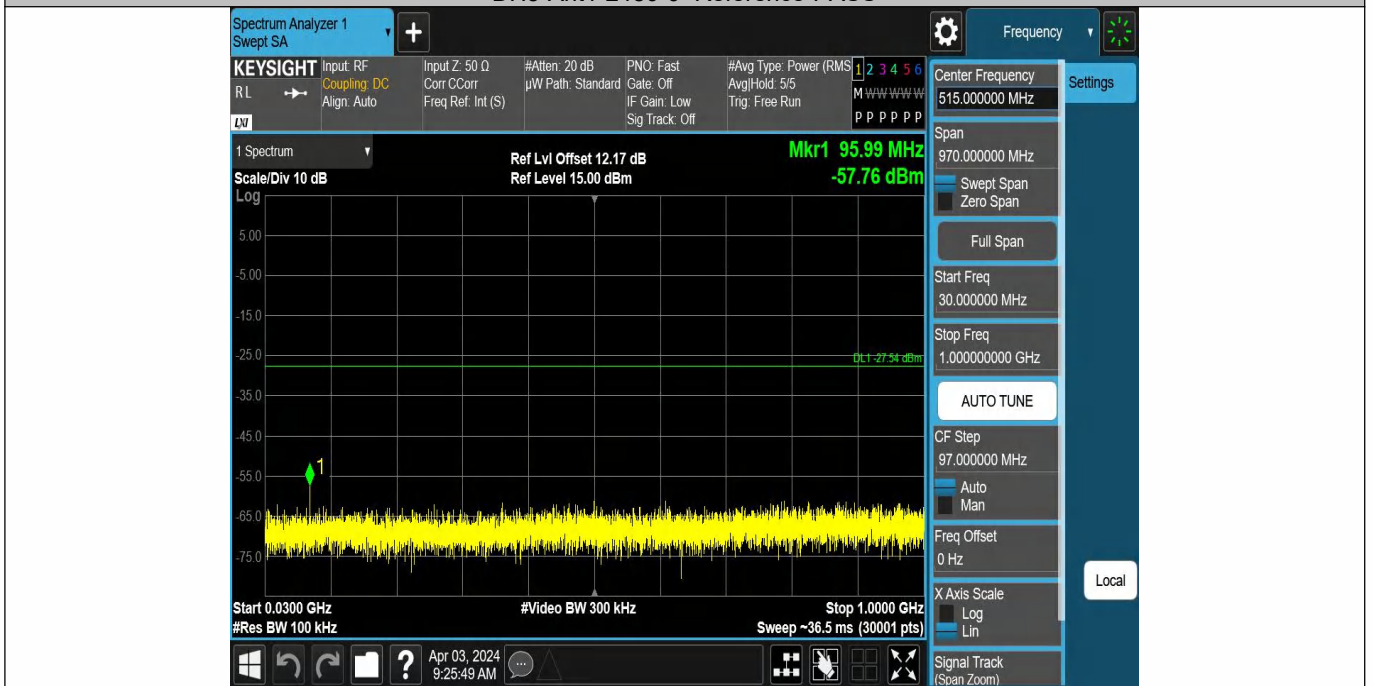 Spectrum Analyzer 1
Swept SA
+
Frequency
KEYSIGHT
RL
LXI
Input: RF
Coupling: DC
Align: Auto
Input Z: 50 Ω
Corr CCorr
Freq Ref: Int (S)
#Atten: 20 dB
µW Path: Standard
PNO: Fast
Gate: Off
IF Gain: Low
Sig Track: Off
#Avg Type: Power (RMS
Avg|Hold: 5/5
Trig: Free Run
1 2 3 4 5 6
M W W W W W
P P P P P P
1 Spectrum
Scale/Div 10 dB
Log
Ref Lvl Offset 12.17 dB
Ref Level 15.00 dBm
Mkr1 95.99 MHz
-57.76 dBm
5.00
-5.00
-15.0
-25.0
DL1 -27.54 dBm
-35.0
-45.0
1
-55.0
-65.0
-75.0
Start 0.0300 GHz
#Video BW 300 kHz
Stop 1.0000 GHz
#Res BW 100 kHz
Sweep ~36.5 ms (30001 pts)
?
Apr 03, 2024
9:25:49 AM
Center Frequency
515.000000 MHz
Settings
Span
970.000000 MHz
Swept Span
Zero Span
Full Span
Start Freq
30.000000 MHz
Stop Freq
1.000000000 GHz
AUTO TUNE
CF Step
97.000000 MHz
Auto
Man
Freq Offset
0 Hz
Local
X Axis Scale
Log
Lin
Signal Track
(Span Zoom)